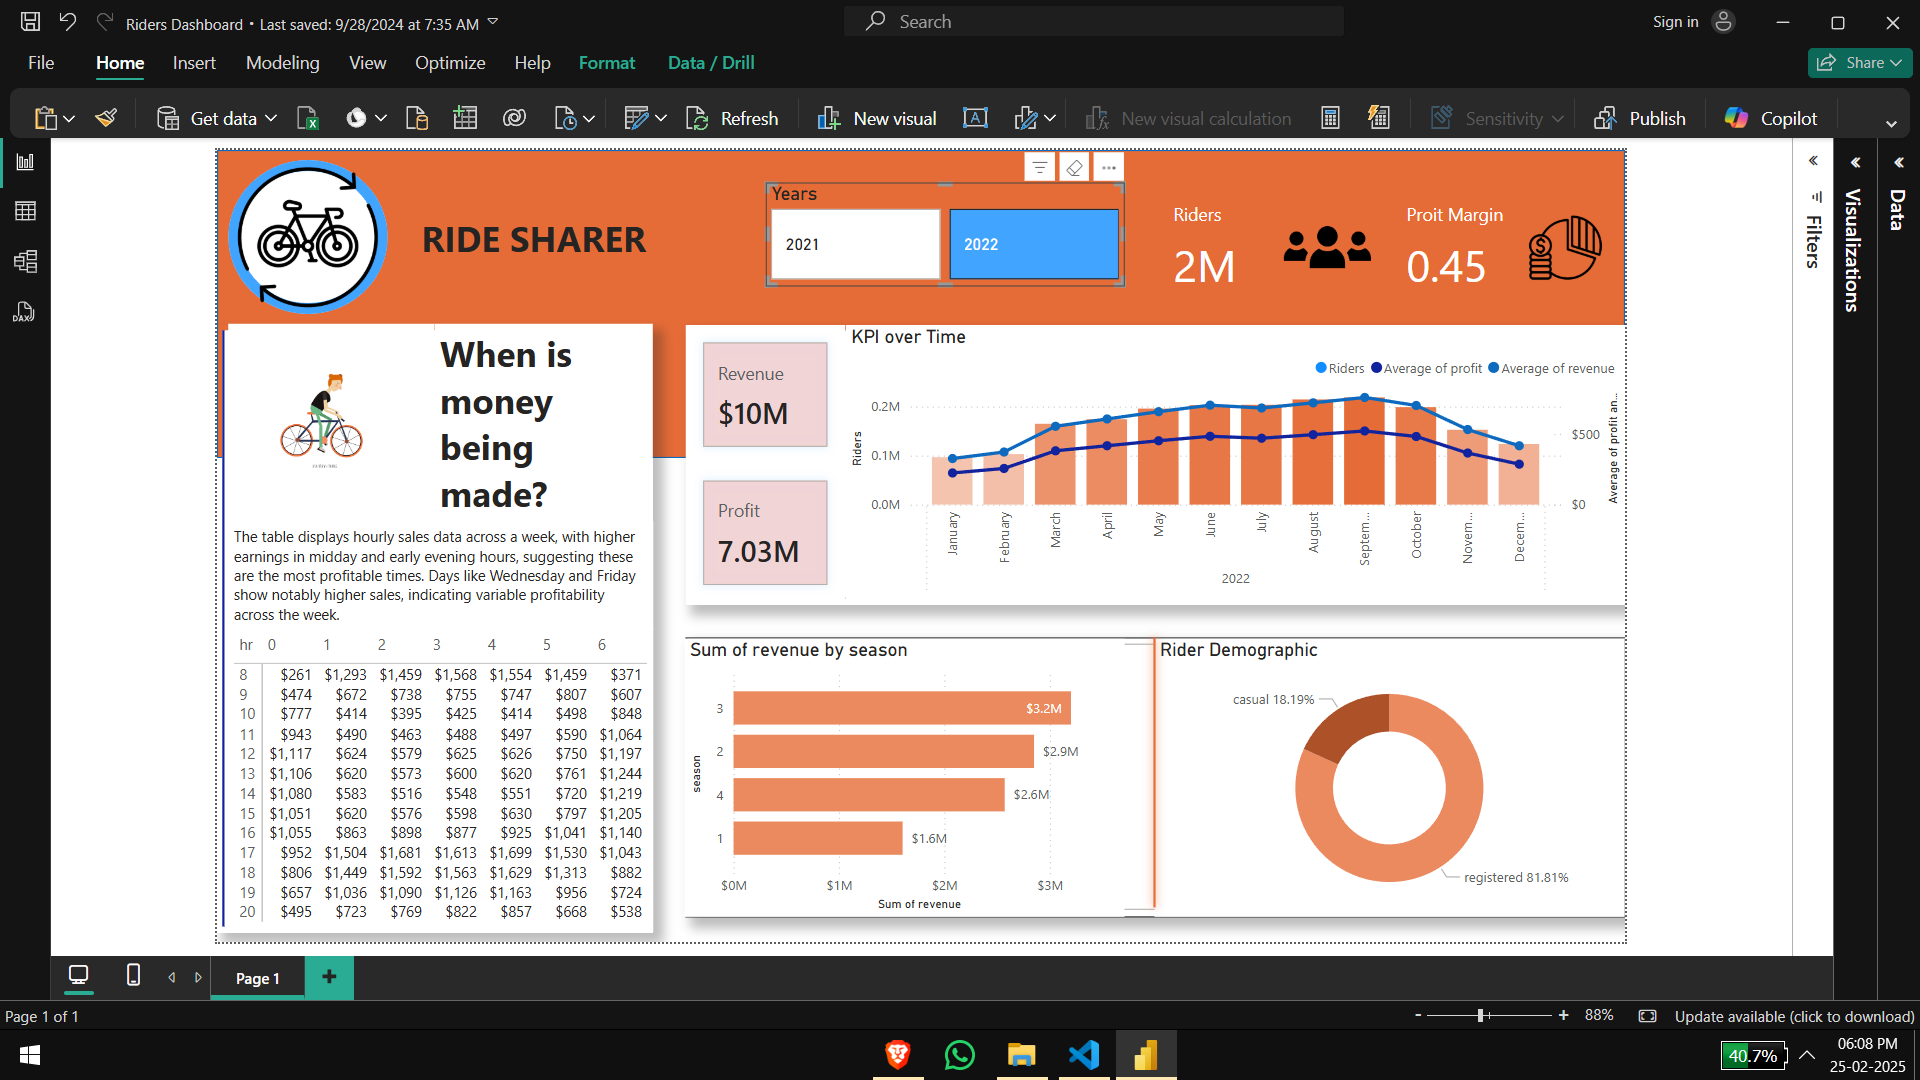 Riders Dashboard • Last saved: 9/28/2024 at 7:35 AM
Search
Sign in
File Home Insert Modeling View Optimize Help Format Data / Drill
Share
Get data
Refresh
New visual
New visual calculation
Sensitivity
Publish
Copilot
RIDE SHARER
Years
2021
2022
Riders
2M
Proit Margin
0.45
When is
money
being
made?
The table displays hourly sales data across a week, with higher
earnings in midday and early evening hours, suggesting these
are the most profitable times. Days like Wednesday and Friday
show notably higher sales, indicating variable profitability
across the week.
hr 0 1 2 3 4 5 6
8 $261 $1,293 $1,459 $1,568 $1,554 $1,459 $371
9 $474 $672 $738 $755 $747 $807 $607
10 $777 $414 $395 $425 $414 $498 $848
11 $943 $490 $463 $488 $497 $590 $1,064
12 $1,117 $624 $579 $625 $626 $750 $1,197
13 $1,106 $620 $573 $600 $620 $761 $1,244
14 $1,080 $583 $516 $548 $551 $720 $1,219
15 $1,051 $620 $576 $598 $630 $797 $1,205
16 $1,055 $863 $898 $877 $925 $1,041 $1,140
17 $952 $1,504 $1,681 $1,613 $1,699 $1,530 $1,043
18 $806 $1,449 $1,592 $1,563 $1,629 $1,313 $882
19 $657 $1,036 $1,090 $1,126 $1,163 $956 $724
20 $495 $723 $769 $822 $857 $668 $538
Revenue
$10M
Profit
7.03M
KPI over Time
Riders Average of profit Average of revenue
Riders
0.2M
0.1M
0.0M
$500
$0
Average of profit an...
January
February
March
April
May
June
July
August
Septem...
October
Novem...
Decem...
2022
Sum of revenue by season
season
3 $3.2M
2 $2.9M
4 $2.6M
1 $1.6M
$0M $1M $2M $3M
Sum of revenue
Rider Demographic
casual 18.19%
registered 81.81%
Filters
Visualizations
Data
DAX
Page 1
Page 1 of 1
- + 88%
Update available (click to download)
40.7%
06:08 PM
25-02-2025